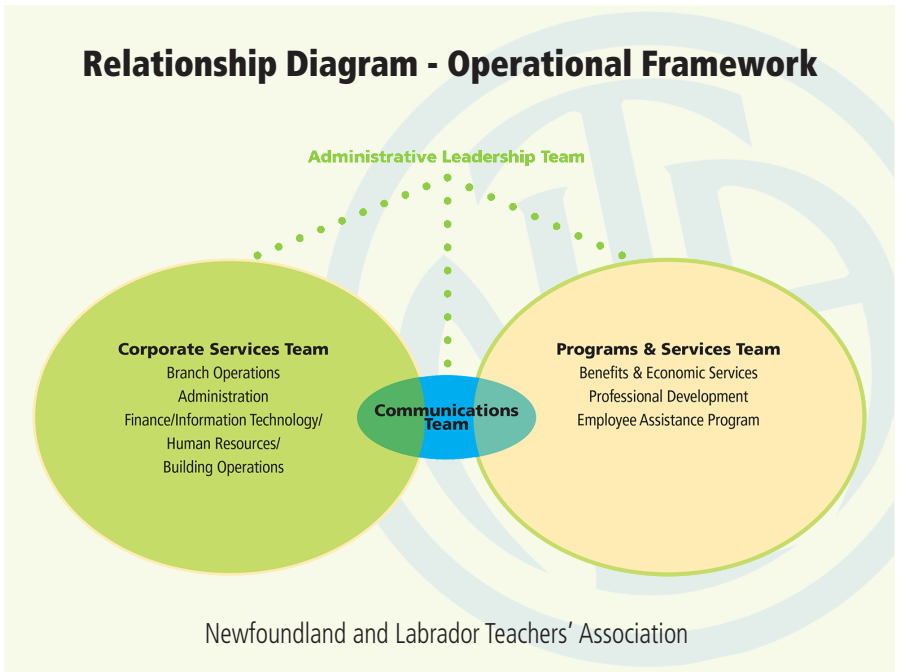 Relationship Diagram - Operational Framework
Administrative Leadership Team
Corporate Services Team
Branch Operations
Administration
Finance/Information Technology/
Human Resources/
Building Operations
Communications
Team
Programs & Services Team
Benefits & Economic Services
Professional Development
Employee Assistance Program
Newfoundland and Labrador Teachers’ Association